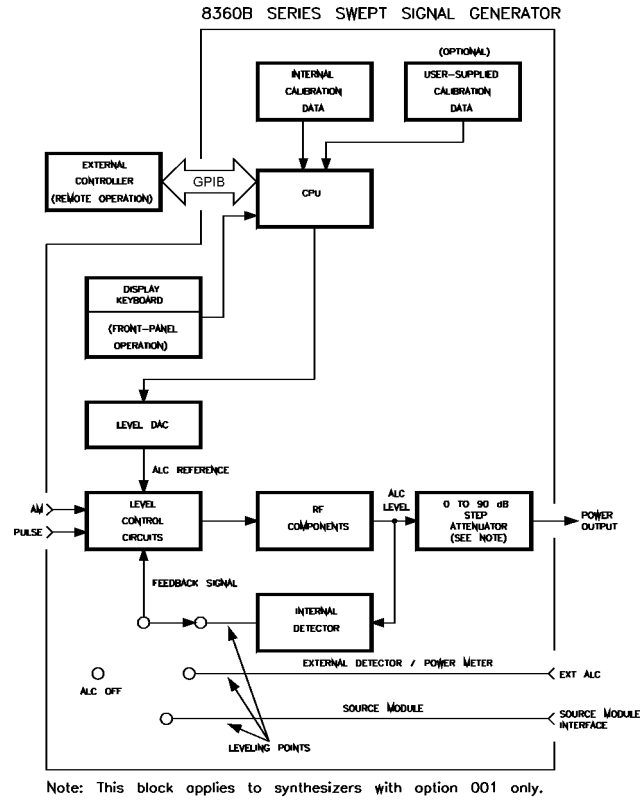 8360B SERIES SWEPT SIGNAL GENERATOR
(OPTIONAL)
INTERNAL
CALIBRATION
DATA
USER-SUPPLIED
CALIBRATION
DATA
EXTERNAL
CONTROLLER
(REMOTE OPERATION)
GPIB
CPU
DISPLAY
KEYBOARD
(FRONT-PANEL
OPERATION)
LEVEL DAC
ALC REFERENCE
AM
PULSE
LEVEL
CONTROL
CIRCUITS
RF
COMPONENTS
ALC
LEVEL
0 TO 90 dB
STEP
ATTENUATOR
(SEE NOTE)
POWER
OUTPUT
FEEDBACK SIGNAL
INTERNAL
DETECTOR
ALC OFF
EXTERNAL DETECTOR / POWER METER
EXT ALC
SOURCE MODULE
SOURCE MODULE
INTERFACE
LEVELING POINTS
Note: This block applies to synthesizers with option 001 only.